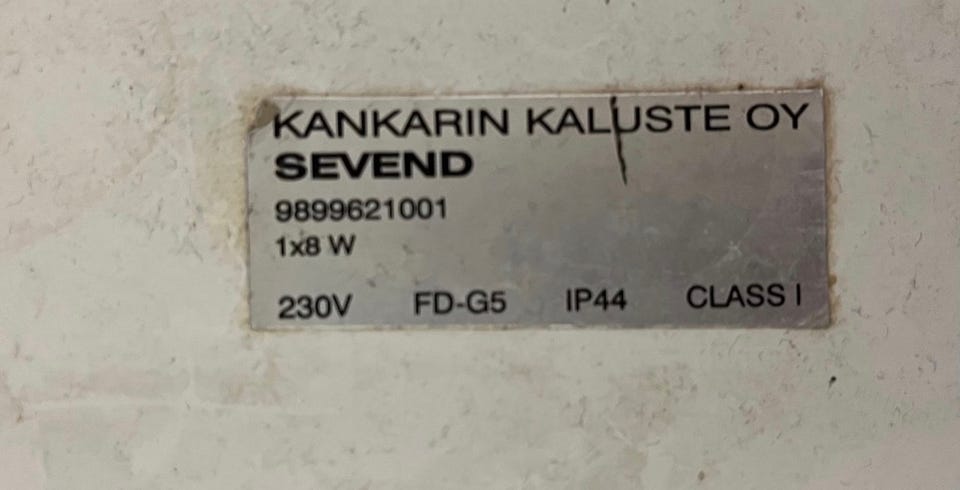 KANKARIN KALUSTE OY
SEVEND
9899621001
1x8 W
230V FD-G5 IP44 CLASS I